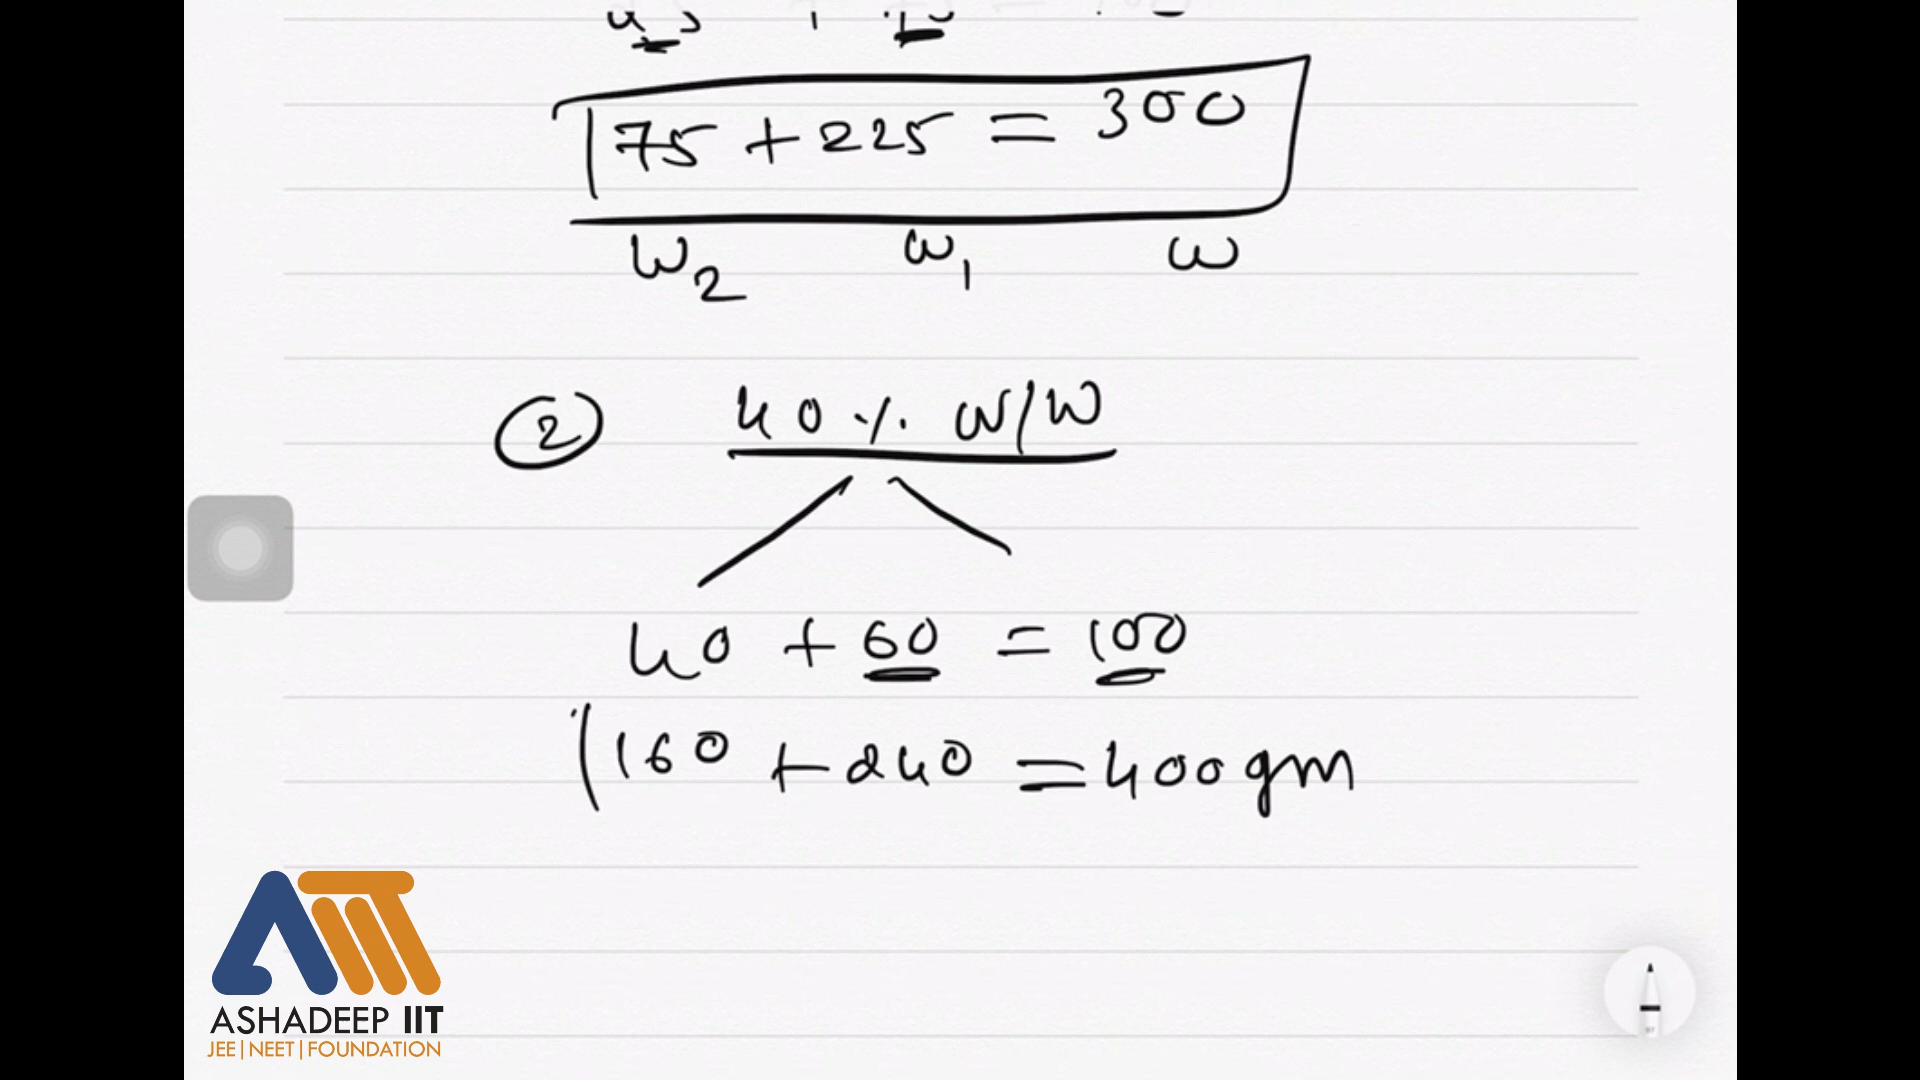 75 + 225 = 300
W2 W1 W
2 40% W/W
40 + 60 = 100
160 + 240 = 400gm
ASHADEEP IIT
JEE | NEET | FOUNDATION